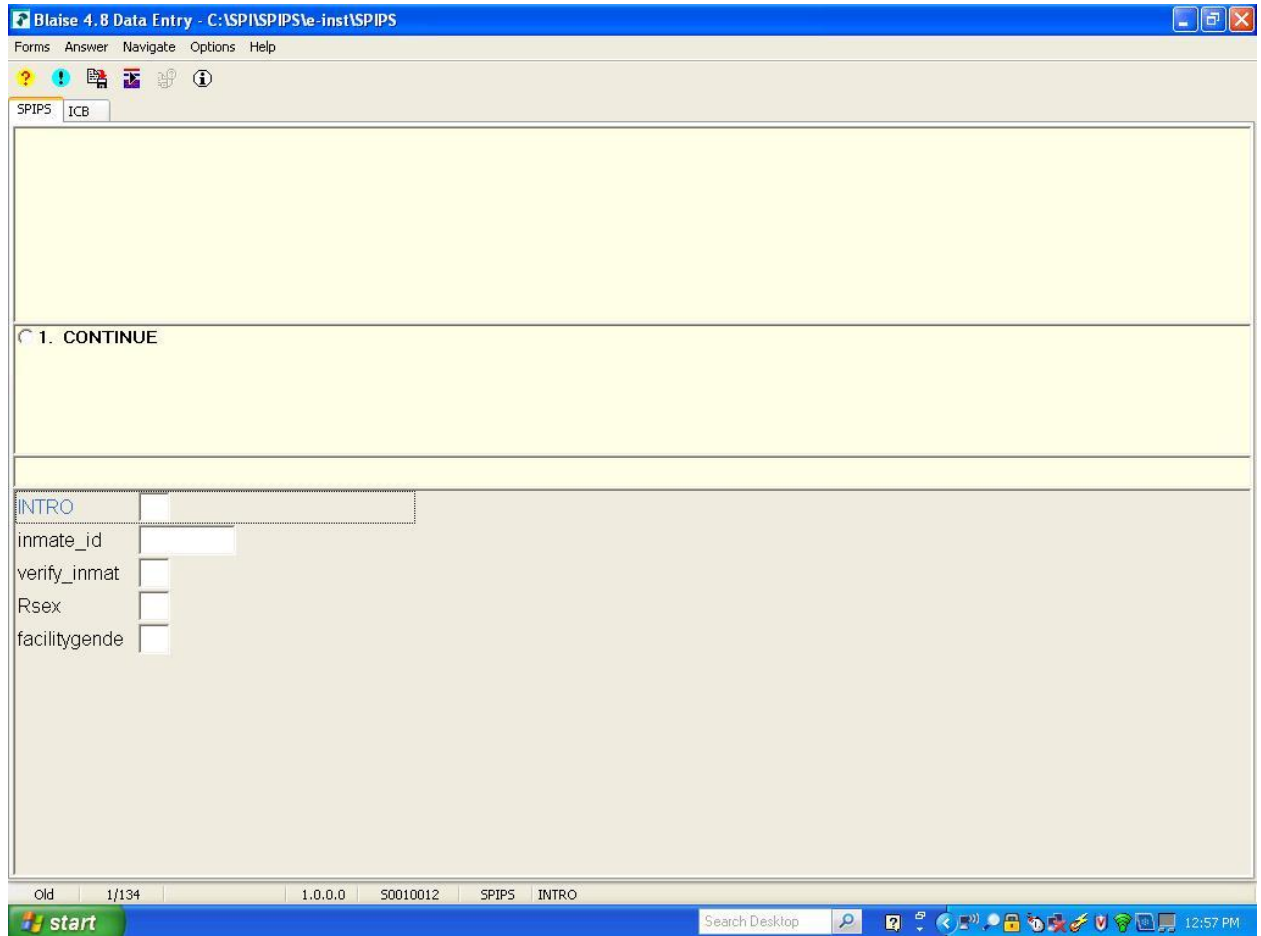 Blaise 4.8 Data Entry - C:\SPI\SPIPS\e-inst\SPIPS
Forms Answer Navigate Options Help
SPIPS ICB
1. CONTINUE
INTRO
inmate_id
verify_inmat
Rsex
facilitygende
Old 1/134 1.0.0.0 S0010012 SPIPS INTRO
start Search Desktop 12:57 PM